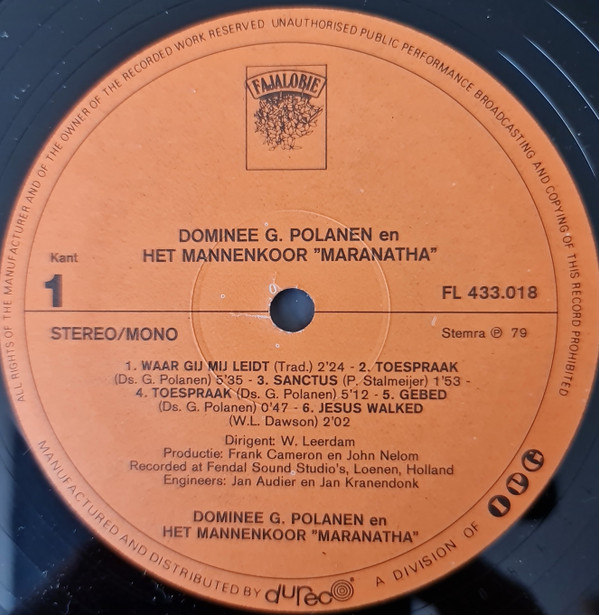 ALL RIGHTS OF THE MANUFACTURER AND OF THE OWNER OF THE RECORDED WORK RESERVED UNAUTHORISED PUBLIC PERFORMANCE BROADCASTING AND COPYING OF THIS RECORD PROHIBITED
FAJALOBIE
DOMINEE G. POLANEN en
HET MANNENKOOR "MARANATHA"
Kant
1
FL 433.018
STEREO/MONO
Stemra ℗ 79
1. WAAR GIJ MIJ LEIDT (Trad.) 2'24 - 2. TOESPRAAK
(Ds. G. Polanen) 5'35 - 3. SANCTUS (P. Stalmeijer) 1'53 -
4. TOESPRAAK (Ds. G. Polanen) 5'12 - 5. GEBED
(Ds. G. Polanen) 0'47 - 6. JESUS WALKED
(W.L. Dawson) 2'02
Dirigent: W. Leerdam
Productie: Frank Cameron en John Nelom
Recorded at Fendal Sound Studio's, Loenen, Holland
Engineers: Jan Audier en Jan Kranendonk
DOMINEE G. POLANEN en
HET MANNENKOOR "MARANATHA"
MANUFACTURED AND DISTRIBUTED BY dureco A DIVISION OF